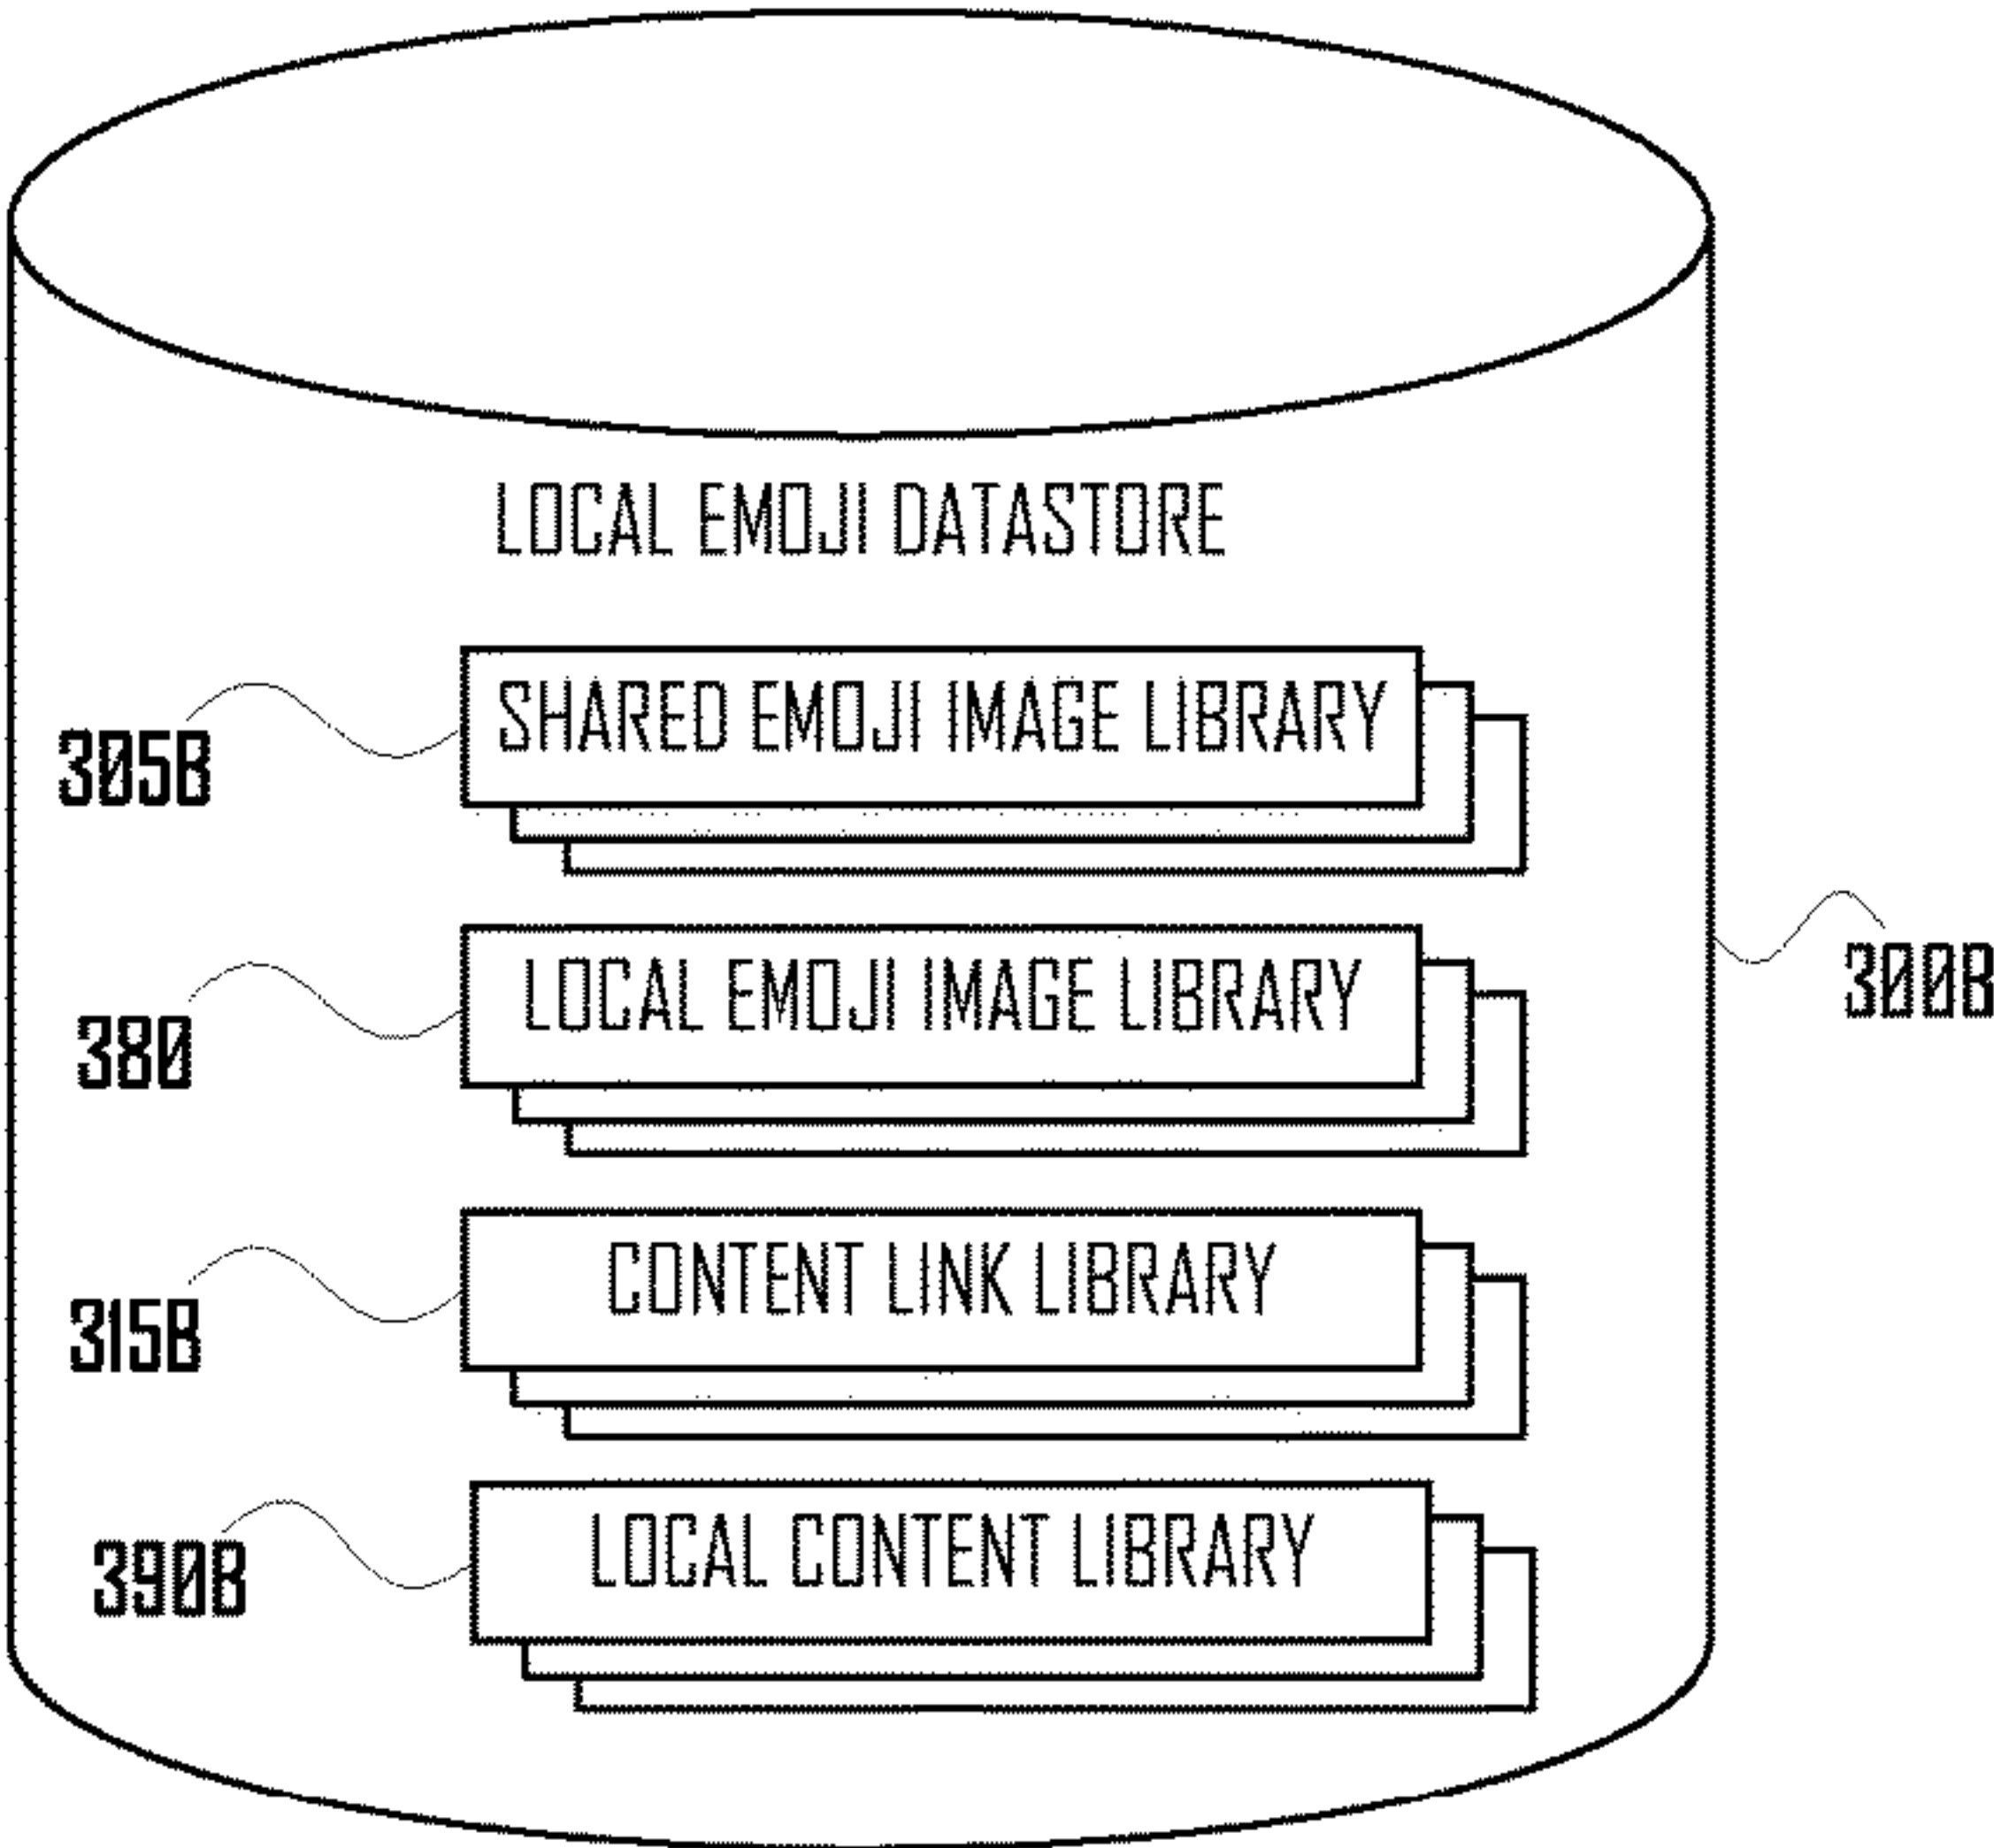 LOCAL EMOJI DATASTORE
SHARED EMOJI IMAGE LIBRARY
305B
LOCAL EMOJI IMAGE LIBRARY
300B
380
CONTENT LINK LIBRARY
315B
LOCAL CONTENT LIBRARY
390B